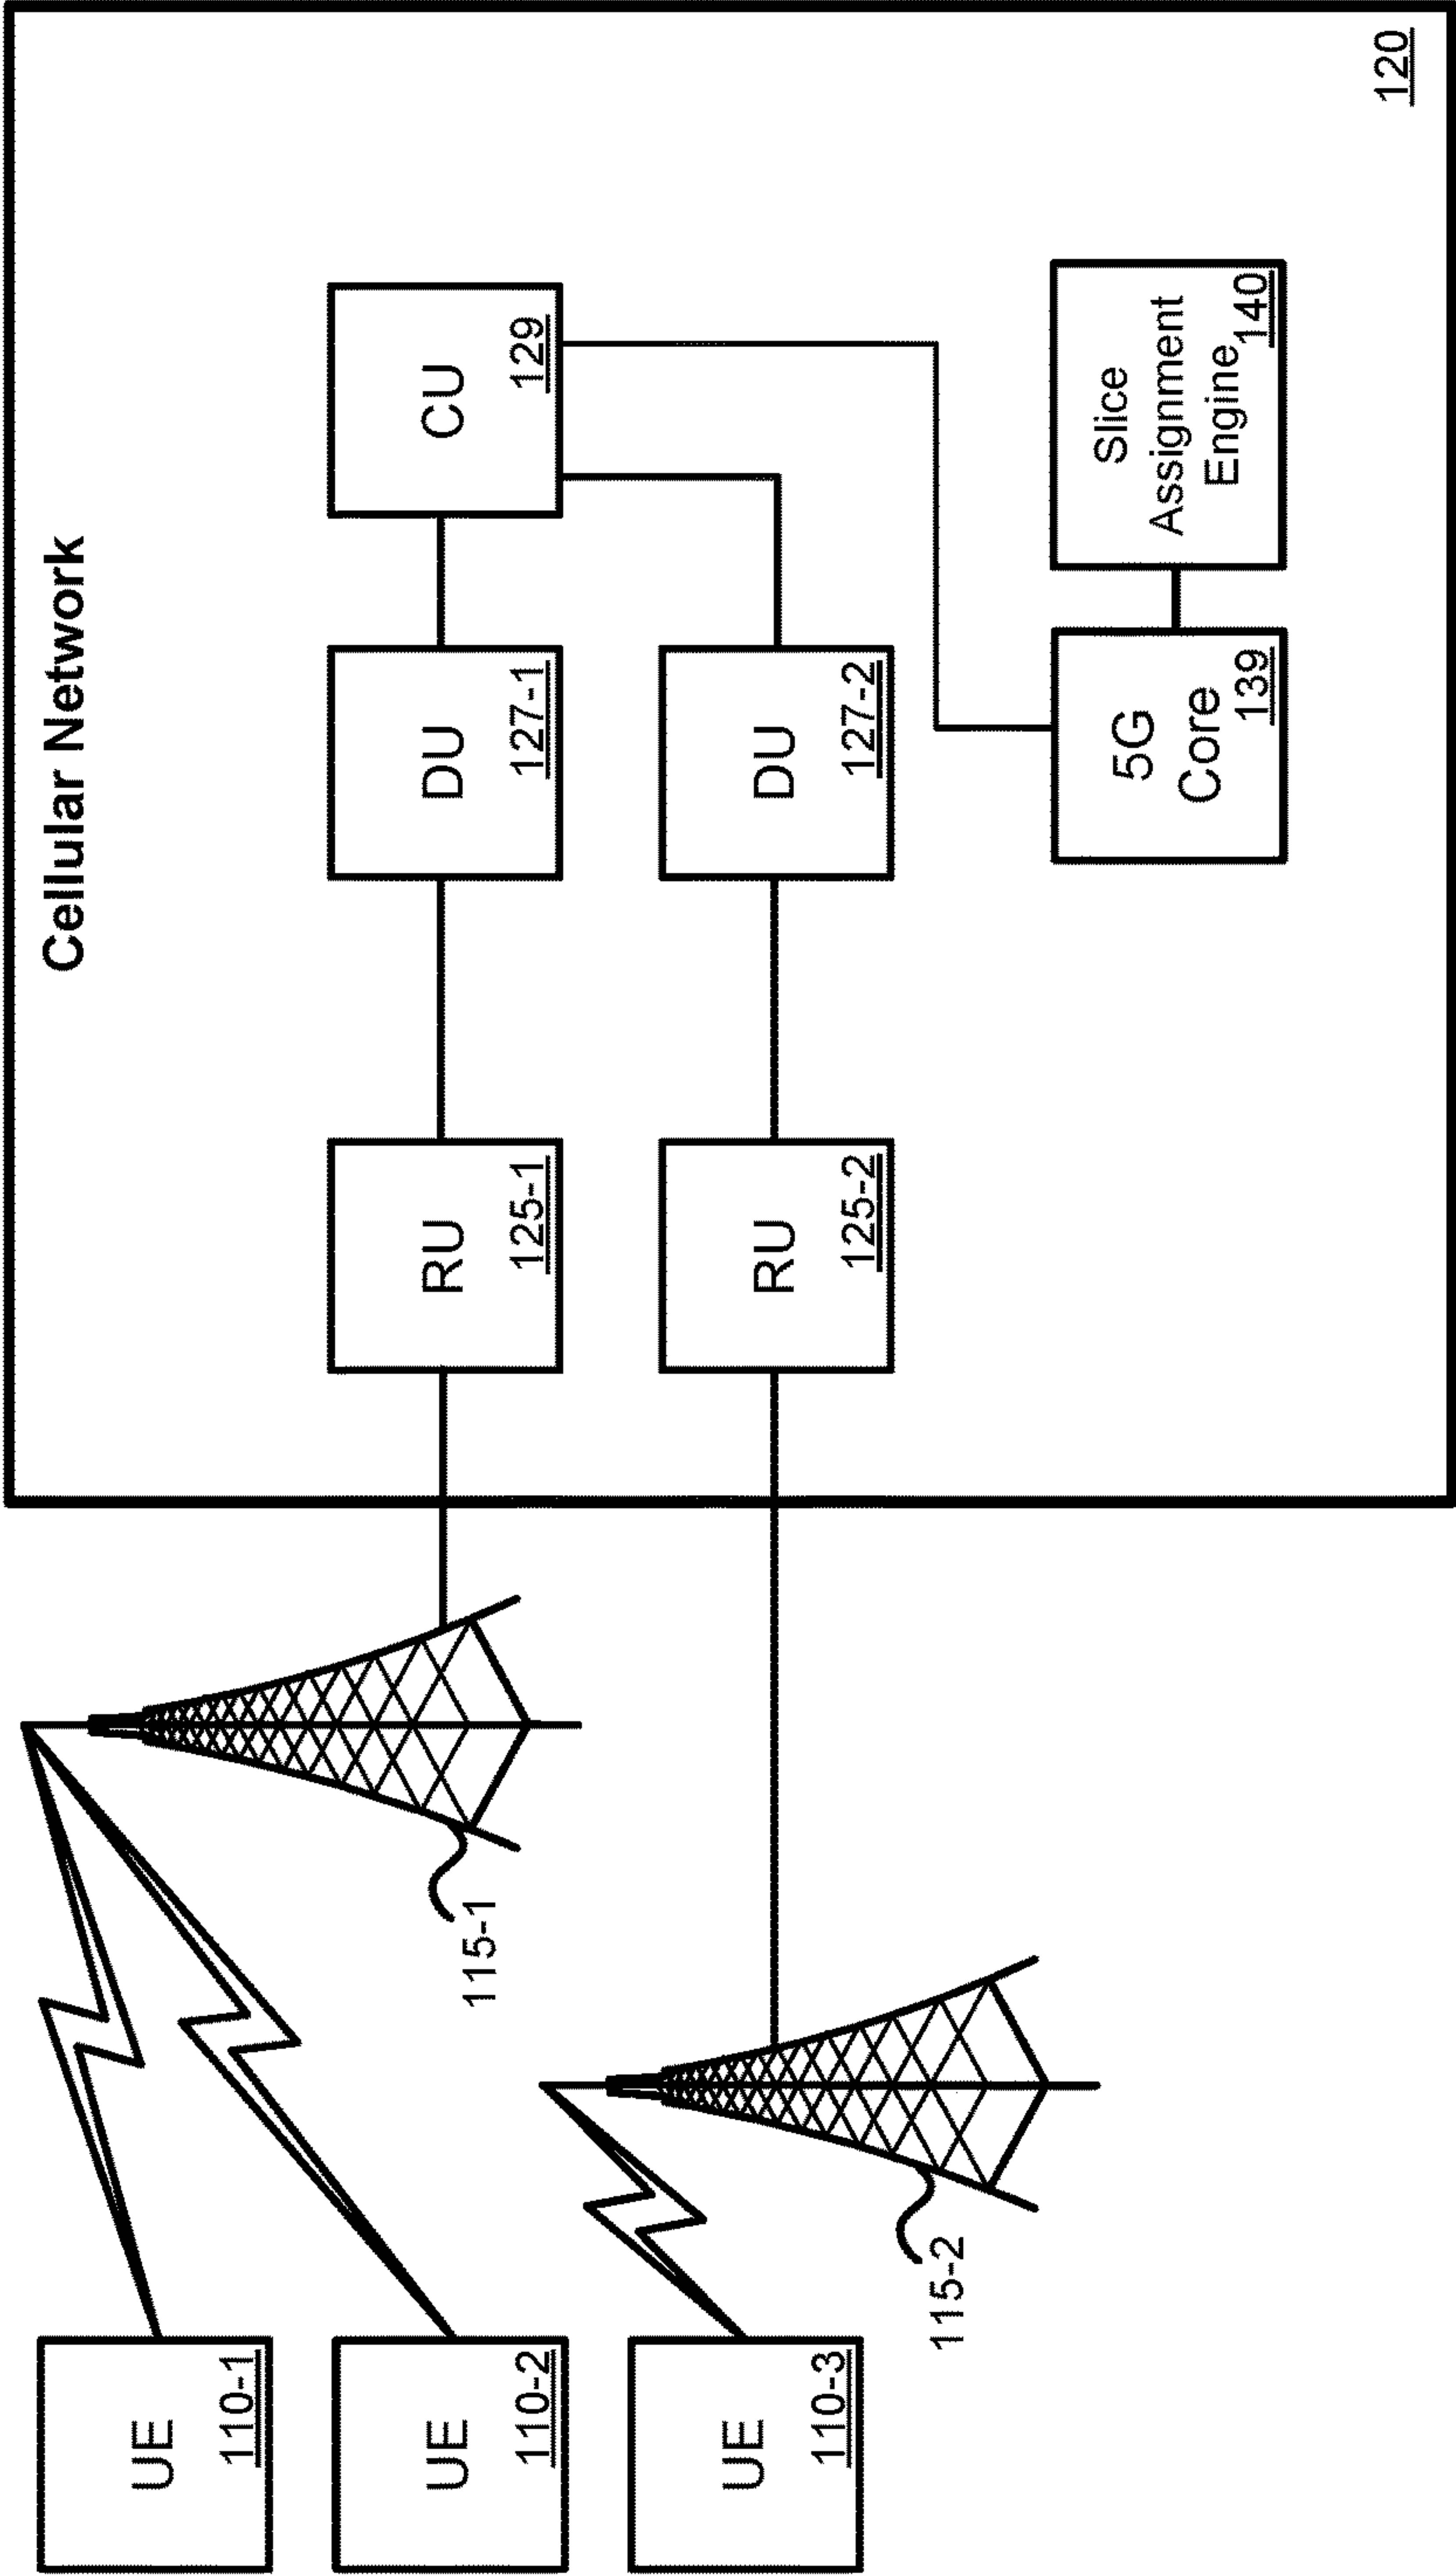 Cellular Network
UE
110-1
UE
110-2
UE
110-3
115-1
115-2
RU
125-1
RU
125-2
DU
127-1
DU
127-2
CU
129
5G
Core
139
Slice
Assignment
Engine
140
120